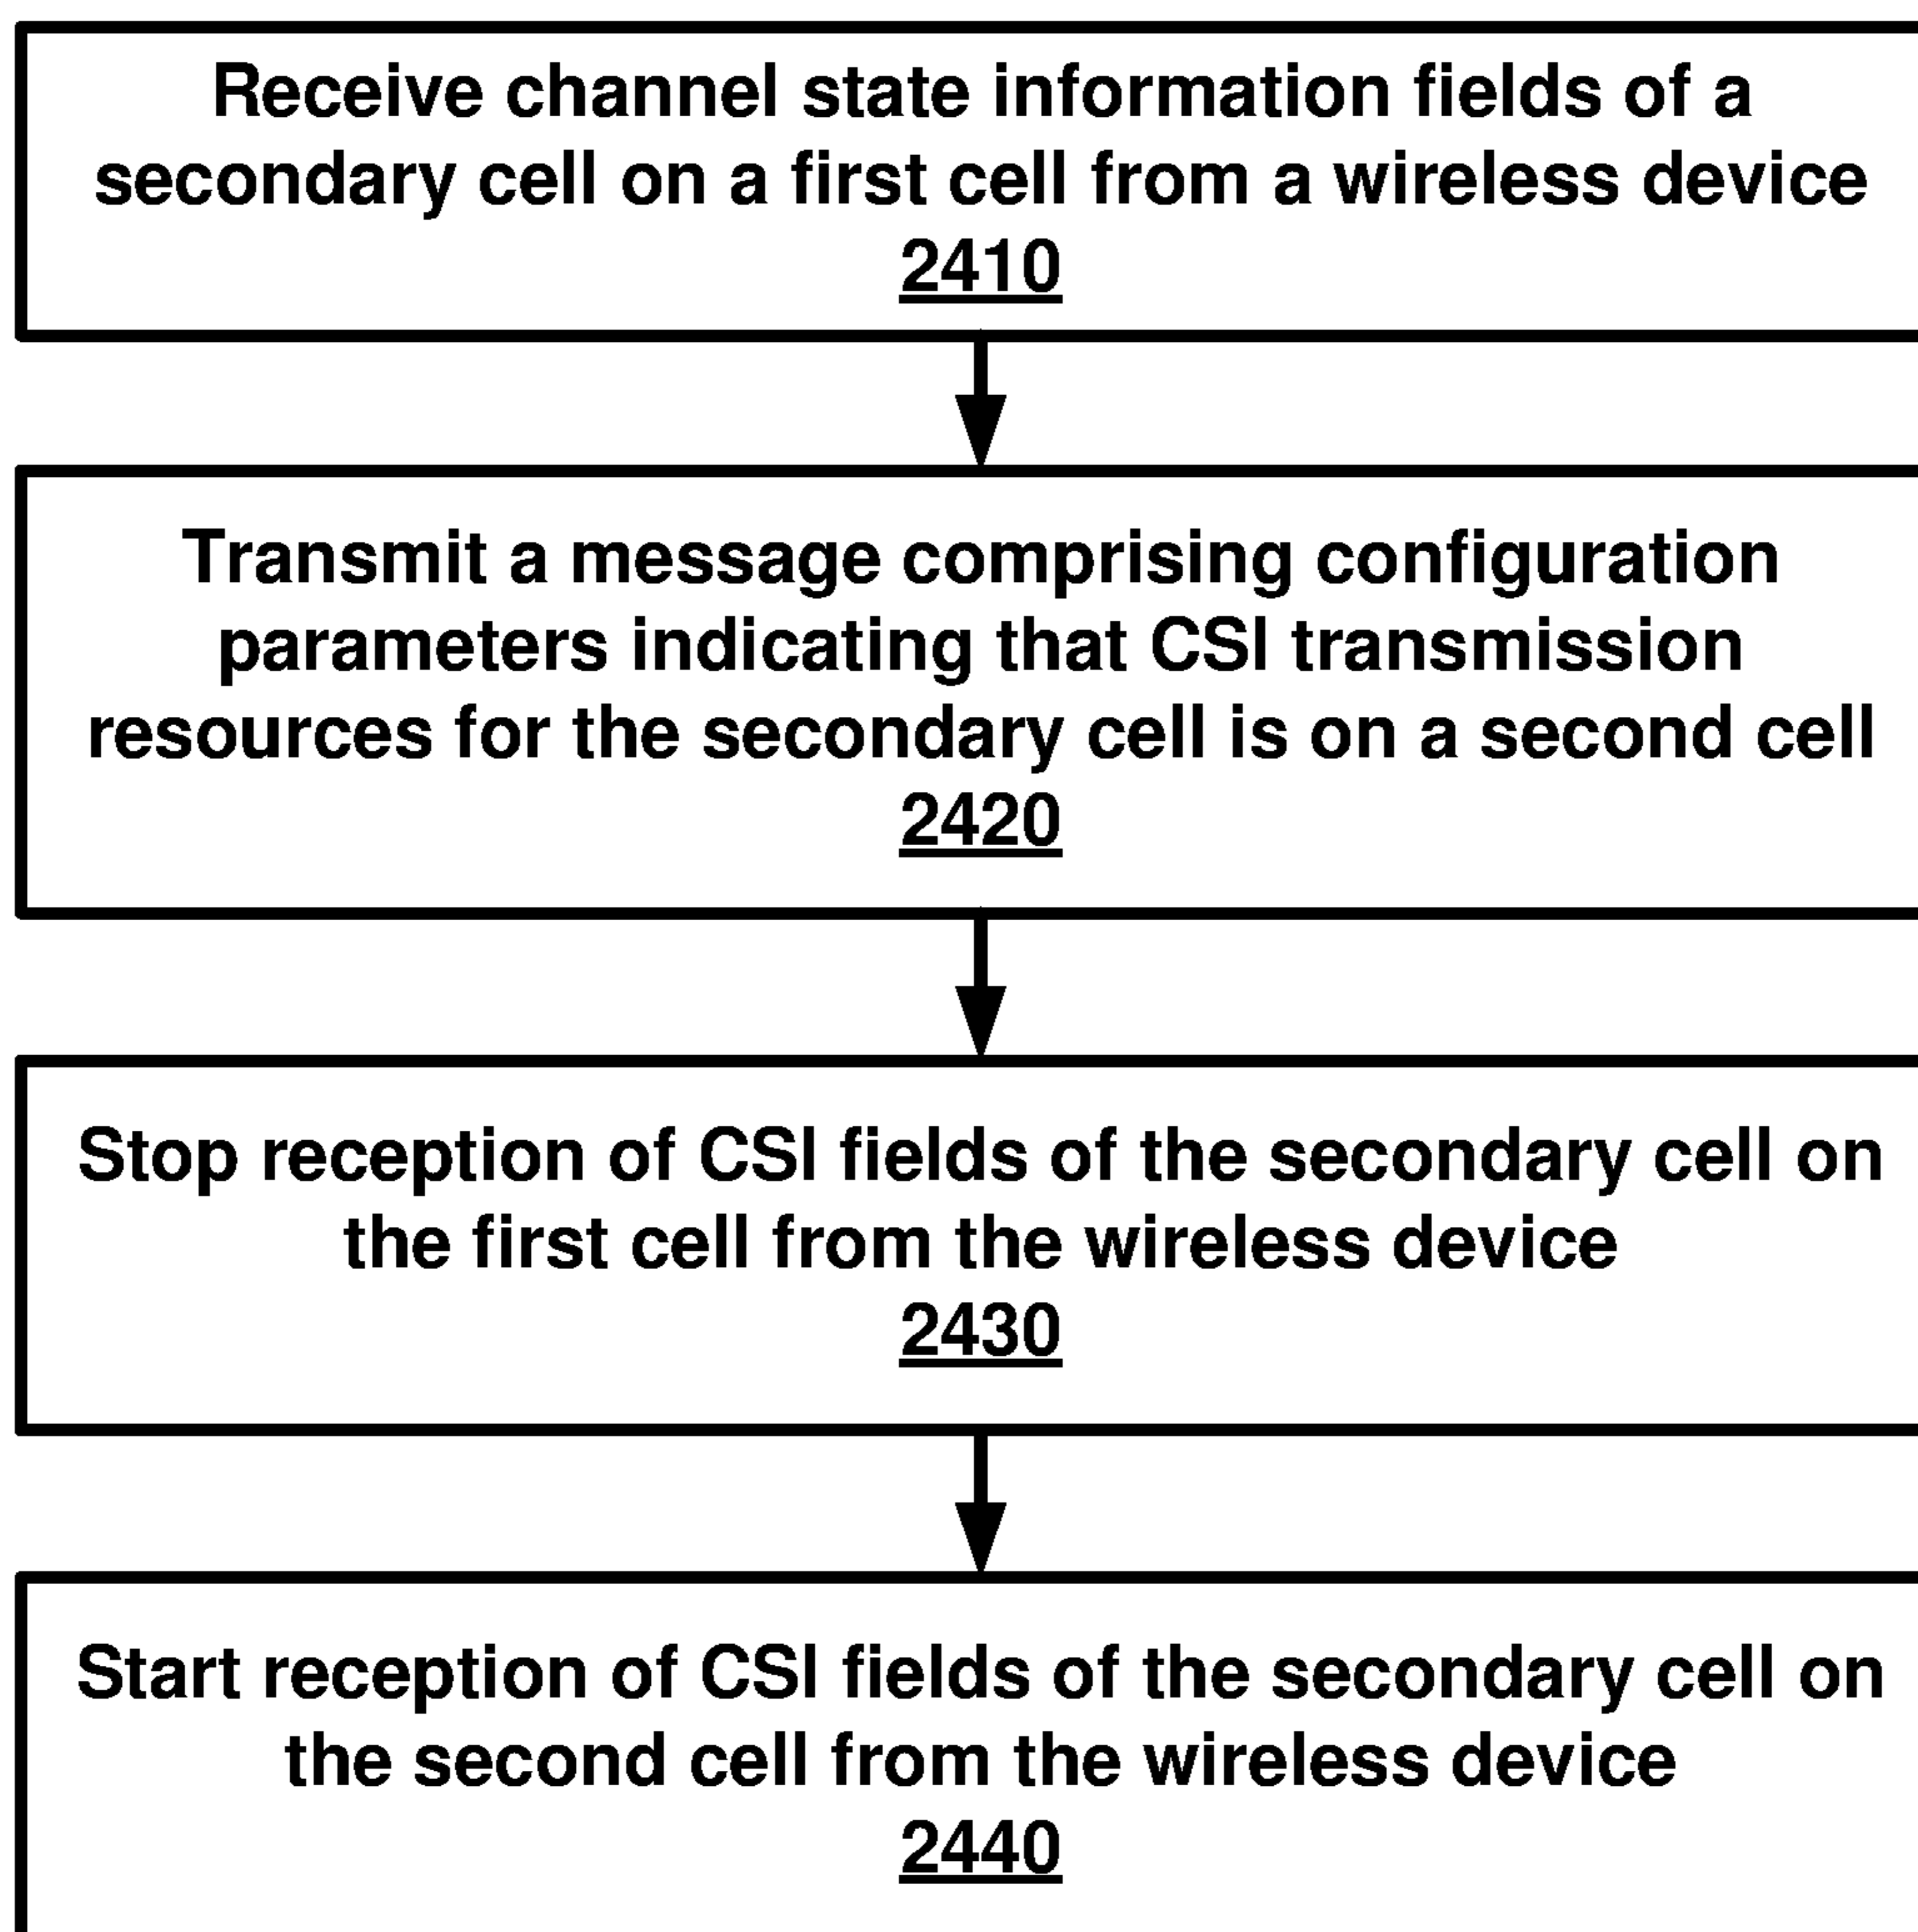 Receive channel state information fields of a
secondary cell on a first cell from a wireless device
2410
Transmit a message comprising configuration
parameters indicating that CSI transmission
resources for the secondary cell is on a second cell
2420
Stop reception of CSI fields of the secondary cell on
the first cell from the wireless device
2430
Start reception of CSI fields of the secondary cell on
the second cell from the wireless device
2440